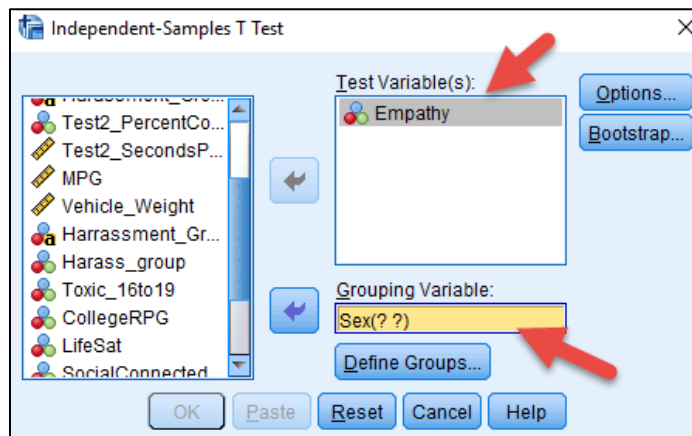 Independent-Samples T Test
Test Variable(s):
Empathy
Options...
Bootstrap...
Test2_PercentCo...
Test2_SecondsP...
MPG
Vehicle_Weight
Harrassment_Gr...
Harass_group
Toxic_16to19
CollegeRPG
LifeSat
SocialConnected
Grouping Variable:
Sex(? ?)
Define Groups...
OK
Paste
Reset
Cancel
Help